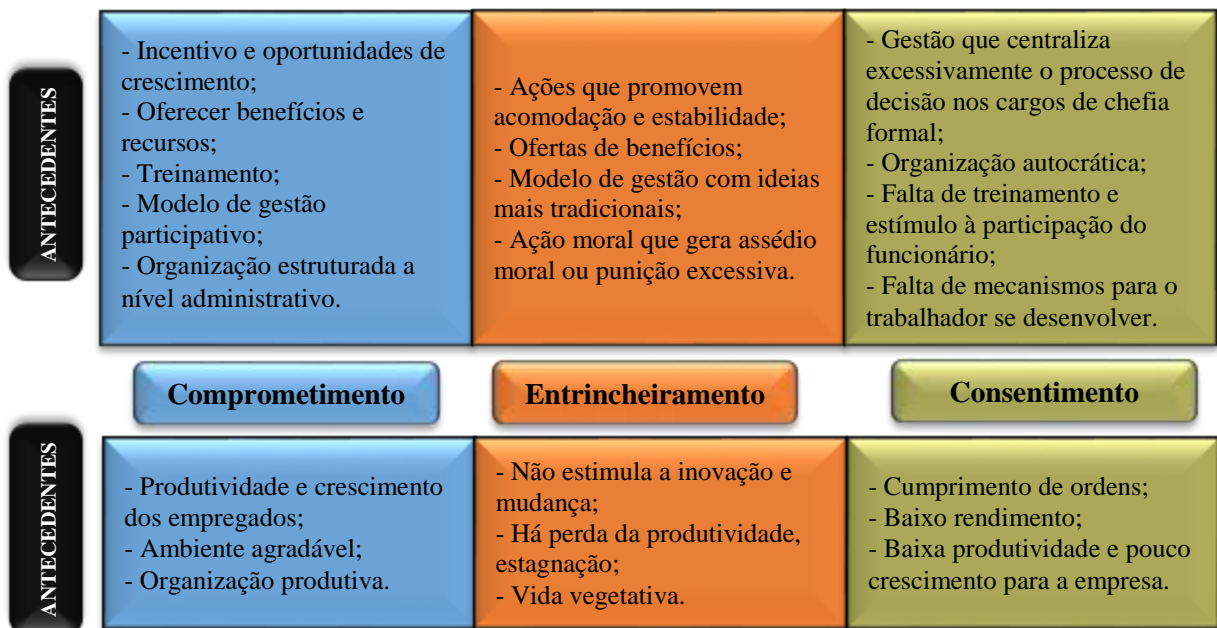 ANTECEDENTES
- Incentivo e oportunidades de
crescimento;
- Oferecer benefícios e
recursos;
- Treinamento;
- Modelo de gestão
participativo;
- Organização estruturada a
nível administrativo.
- Ações que promovem
acomodação e estabilidade;
- Ofertas de benefícios;
- Modelo de gestão com ideias
mais tradicionais;
- Ação moral que gera assédio
moral ou punição excessiva.
- Gestão que centraliza
excessivamente o processo de
decisão nos cargos de chefia
formal;
- Organização autocrática;
- Falta de treinamento e
estímulo à participação do
funcionário;
- Falta de mecanismos para o
trabalhador se desenvolver.
Comprometimento
Entrincheiramento
Consentimento
ANTECEDENTES
- Produtividade e crescimento
dos empregados;
- Ambiente agradável;
- Organização produtiva.
- Não estimula a inovação e
mudança;
- Há perda da produtividade,
estagnação;
- Vida vegetativa.
- Cumprimento de ordens;
- Baixo rendimento;
- Baixa produtividade e pouco
crescimento para a empresa.